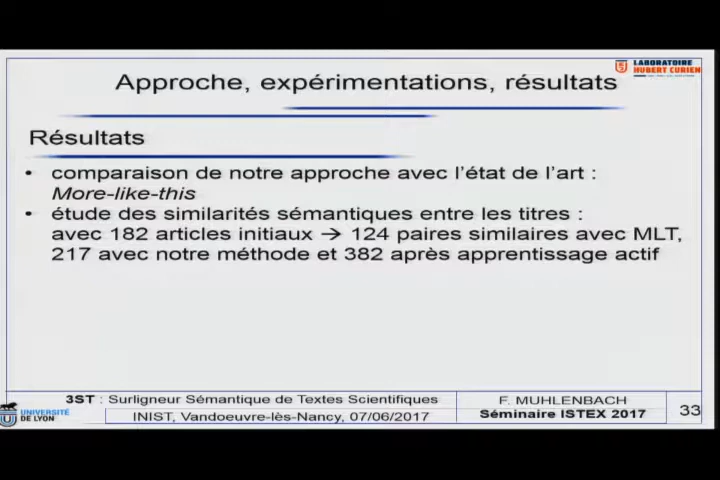 LABORATOIRE
HUBERT CURIEN
Approche, expérimentations, résultats
Résultats
• comparaison de notre approche avec l'état de l'art :
More-like-this
• étude des similarités sémantiques entre les titres :
avec 182 articles initiaux → 124 paires similaires avec MLT,
217 avec notre méthode et 382 après apprentissage actif
3ST : Surligneur Sémantique de Textes Scientifiques
INIST, Vandoeuvre-lès-Nancy, 07/06/2017
F. MUHLENBACH
Séminaire ISTEX 2017
33
UNIVERSITÉ
DE LYON